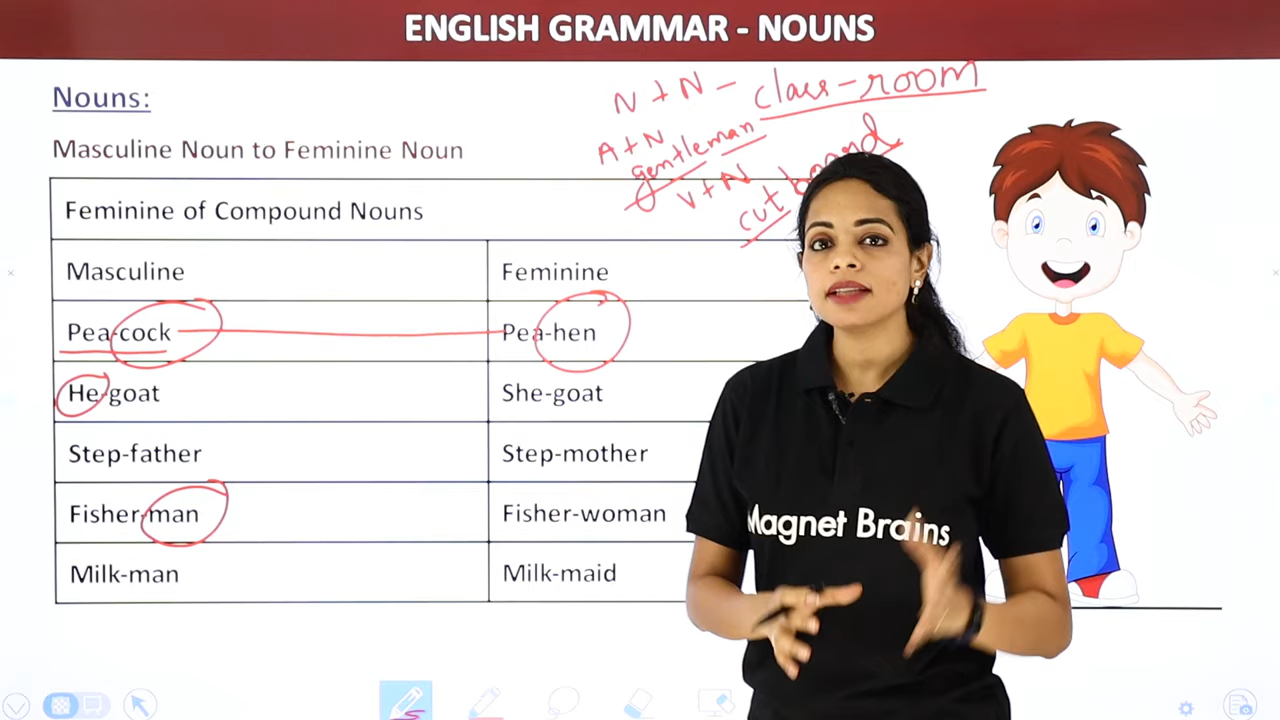 ENGLISH GRAMMAR - NOUNS
Nouns:
N + N - class-room
A + N
gentleman
V + N
cut board
Masculine Noun to Feminine Noun
Feminine of Compound Nouns
Masculine Feminine
Pea-cock Pea-hen
He-goat She-goat
Step-father Step-mother
Fisher-man Fisher-woman
Milk-man Milk-maid
Magnet Brains